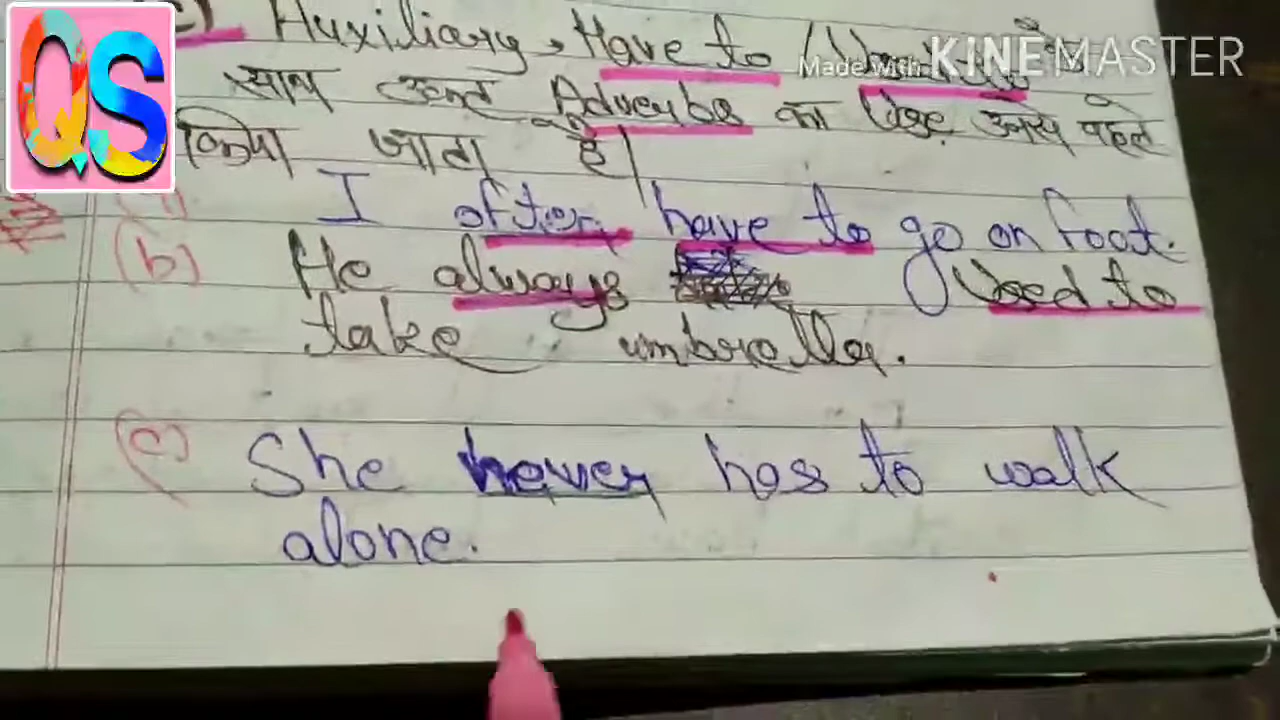 QS
Made with KINEMASTER
Auxiliary, Have to / Used to के
साथ उक्त Adverbs का Use उनसे पहले
किया जाता है।
I often have to go on foot.
(b) He always Used to
take umbrella.
(c) She never has to walk
alone.